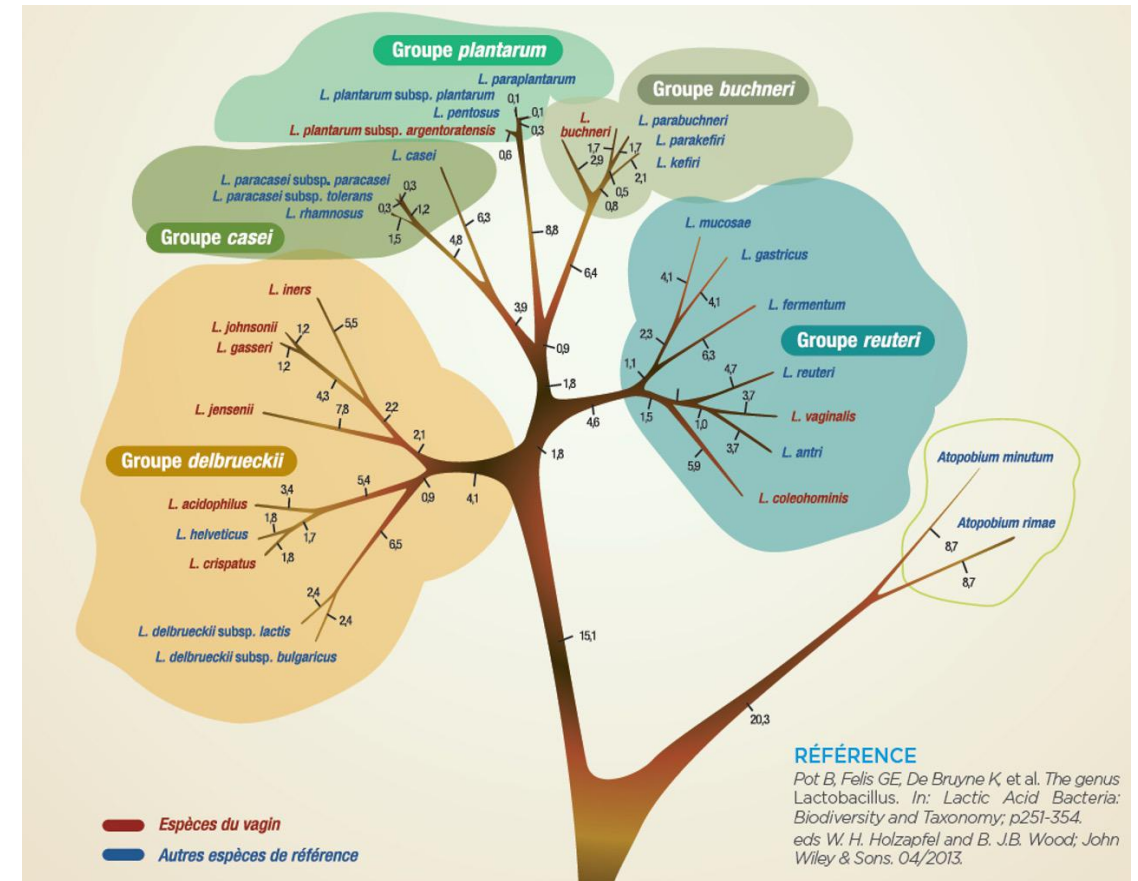 Groupe plantarum
L. paraplantarum
L. plantarum subsp. plantarum
L. pentosus
L. plantarum subsp. argentoratensis
0,1
0,1
0,3
0,6
8,8
Groupe buchneri
L.
buchneri
L. parabuchneri
L. parakefiri
L. kefiri
1,7
1,7
2,9
2,1
0,5
0,8
6,4
L. casei
L. paracasei subsp. paracasei
L. paracasei subsp. tolerans
L. rhamnosus
Groupe casei
0,3
0,3
1,2
1,5
4,8
6,3
3,9
0,9
1,8
L. mucosae
L. gastricus
L. fermentum
Groupe reuteri
L. reuteri
L. vaginalis
L. antri
L. coleohominis
4,1
4,1
2,3
6,3
1,1
4,7
3,7
1,5
1,0
3,7
5,9
4,6
1,8
L. iners
L. johnsonii
L. gasseri
L. jensenii
5,5
1,2
1,2
4,3
7,8
2,2
2,1
Groupe delbrueckii
L. acidophilus
L. helveticus
L. crispatus
3,4
5,4
1,8
1,7
1,8
0,9
4,1
6,5
2,4
2,4
L. delbrueckii subsp. lactis
L. delbrueckii subsp. bulgaricus
Atopobium minutum
Atopobium rimae
8,7
8,7
15,1
20,3
Espèces du vagin
Autres espèces de référence
RÉFÉRENCE
Pot B, Felis GE, De Bruyne K, et al. The genus
Lactobacillus. In: Lactic Acid Bacteria:
Biodiversity and Taxonomy; p251-354.
eds W. H. Holzapfel and B. J.B. Wood; John
Wiley & Sons. 04/2013.